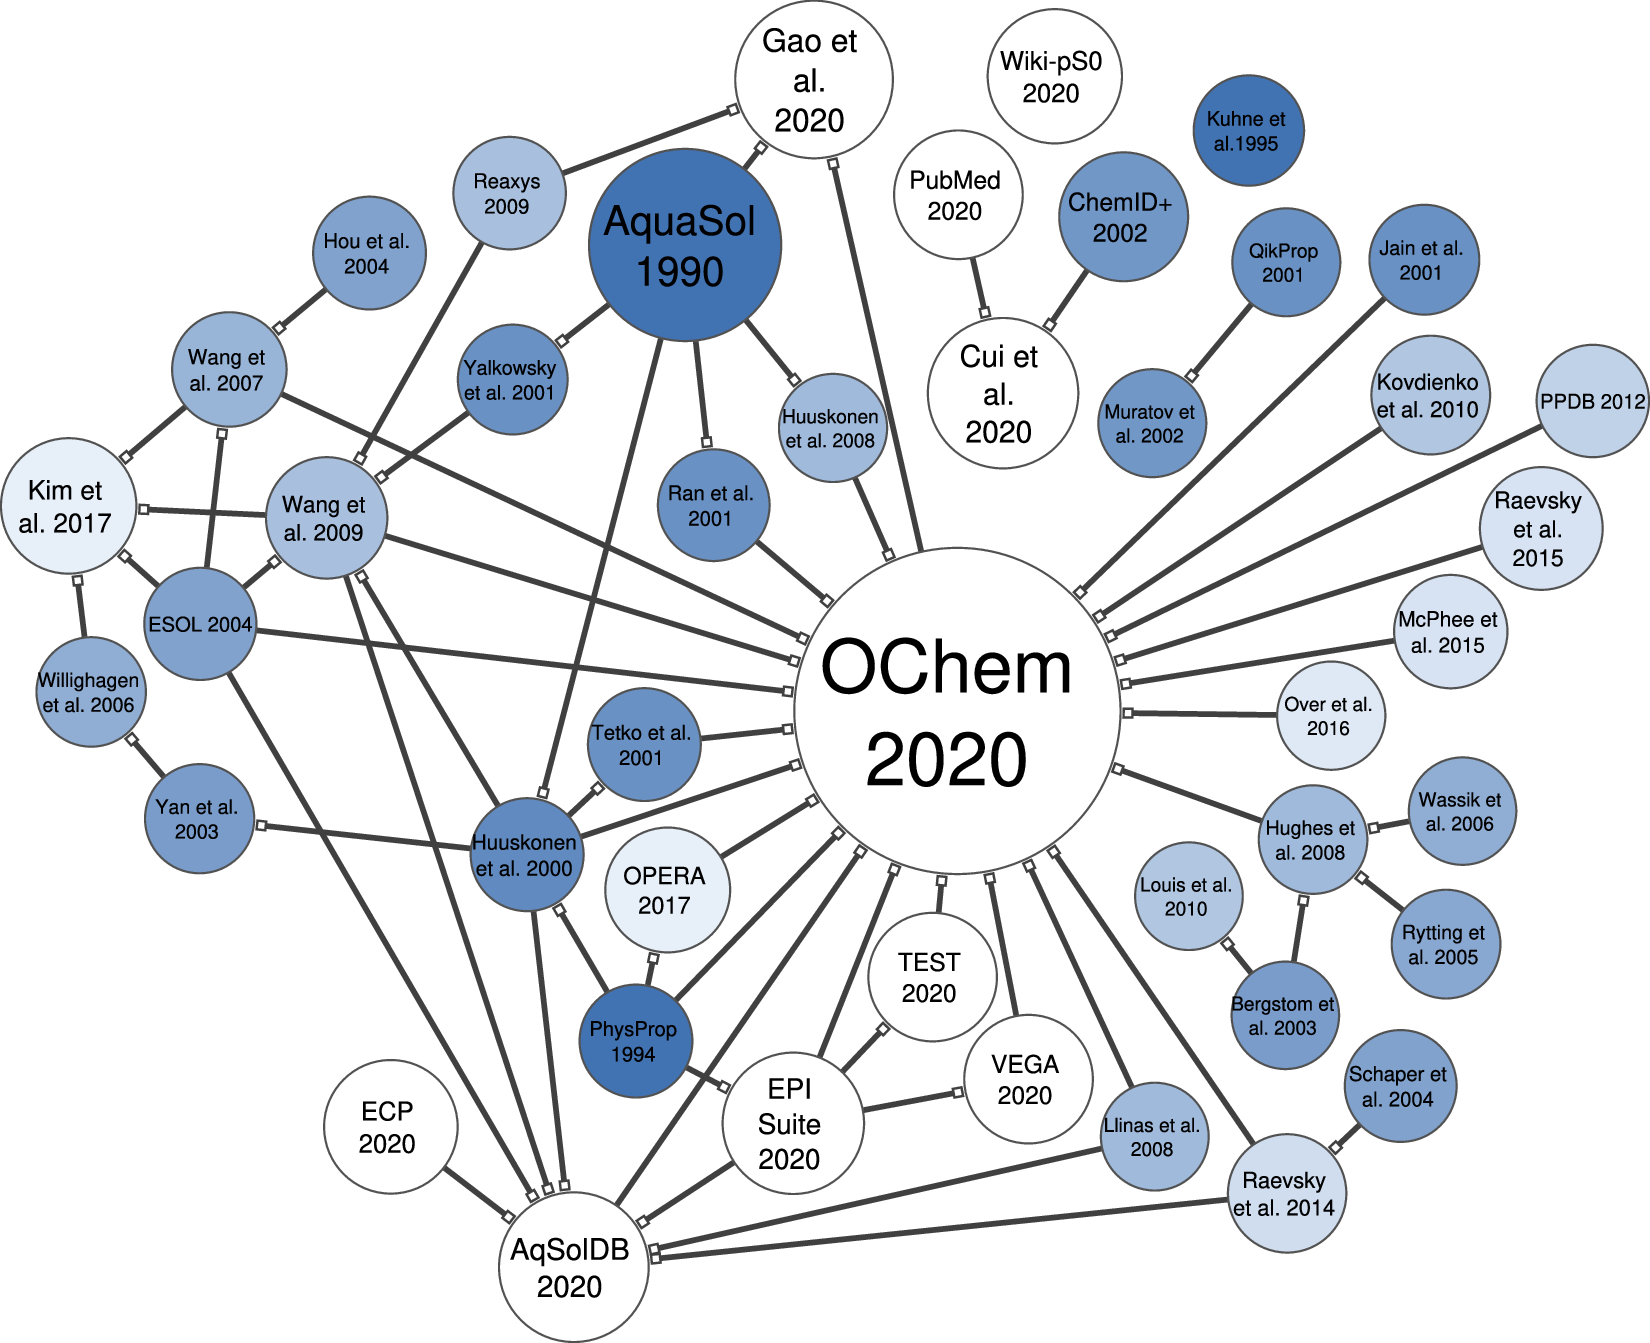 Gao et
al.
2020
Wiki-pS0
2020
Kuhne et
al.1995
Reaxys
2009
PubMed
2020
ChemID+
2002
AquaSol
1990
Hou et al.
2004
QikProp
2001
Jain et al.
2001
Wang et
al. 2007
Yalkowsky
et al. 2001
Huuskonen
et al. 2008
Cui et
al.
2020
Muratov et
al. 2002
Kovdienko
et al. 2010
PPDB 2012
Kim et
al. 2017
Wang et
al. 2009
Ran et al.
2001
Raevsky
et al.
2015
ESOL 2004
McPhee et
al. 2015
Willighagen
et al. 2006
OChem
2020
Over et al.
2016
Tetko et al.
2001
Yan et al.
2003
Huuskonen
et al. 2000
OPERA
2017
Hughes et
al. 2008
Wassik et
al. 2006
Louis et al.
2010
Rytting et
al. 2005
TEST
2020
Bergstom et
al. 2003
PhysProp
1994
VEGA
2020
EPI
Suite
2020
Schaper et
al. 2004
ECP
2020
Llinas et al.
2008
Raevsky
et al. 2014
AqSolDB
2020